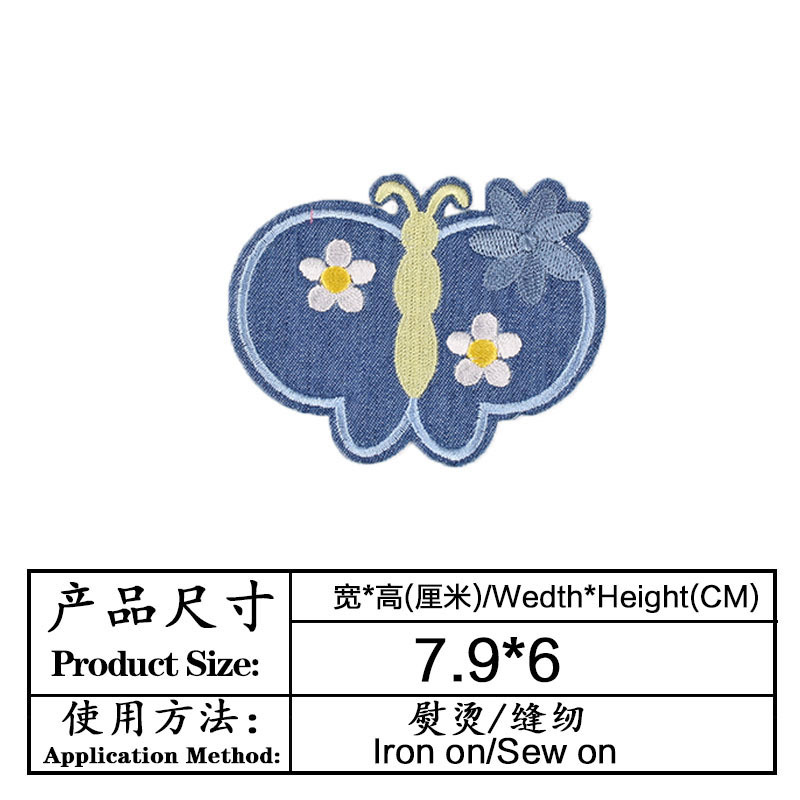 产品尺寸
Product Size:
宽*高(厘米)/Wedth*Height(CM)
7.9*6
使用方法:
Application Method:
熨烫/缝纫
Iron on/Sew on